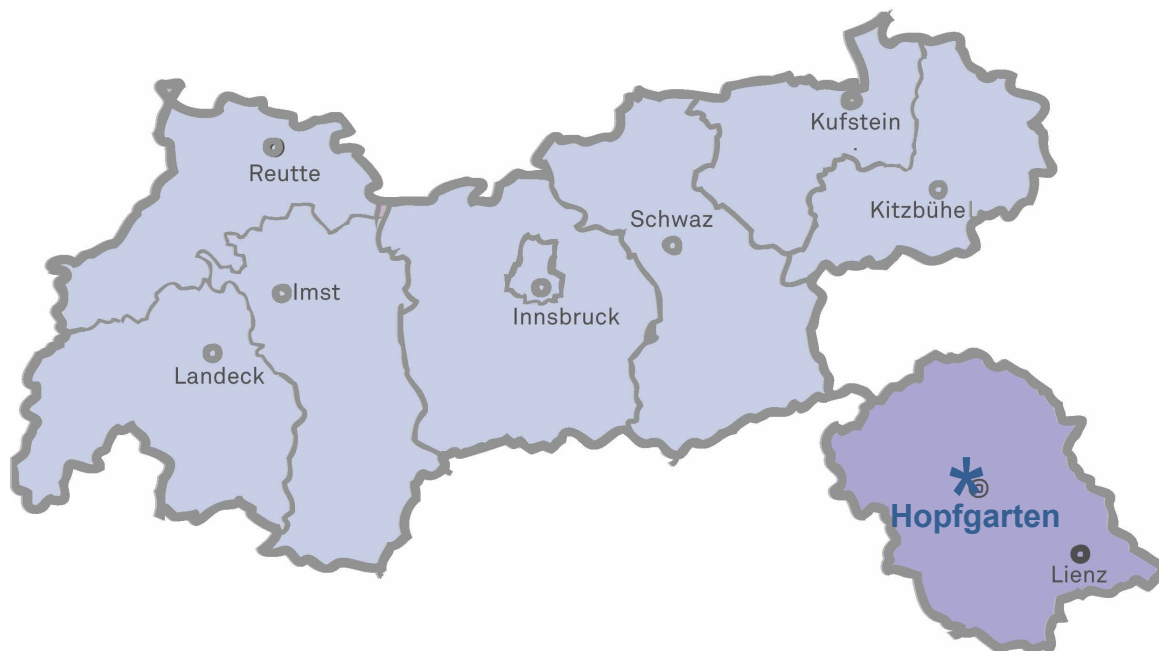 Kufstein
Reutte
Kitzbühel
Schwaz
Imst
Innsbruck
Landeck
*
Hopfgarten
Lienz